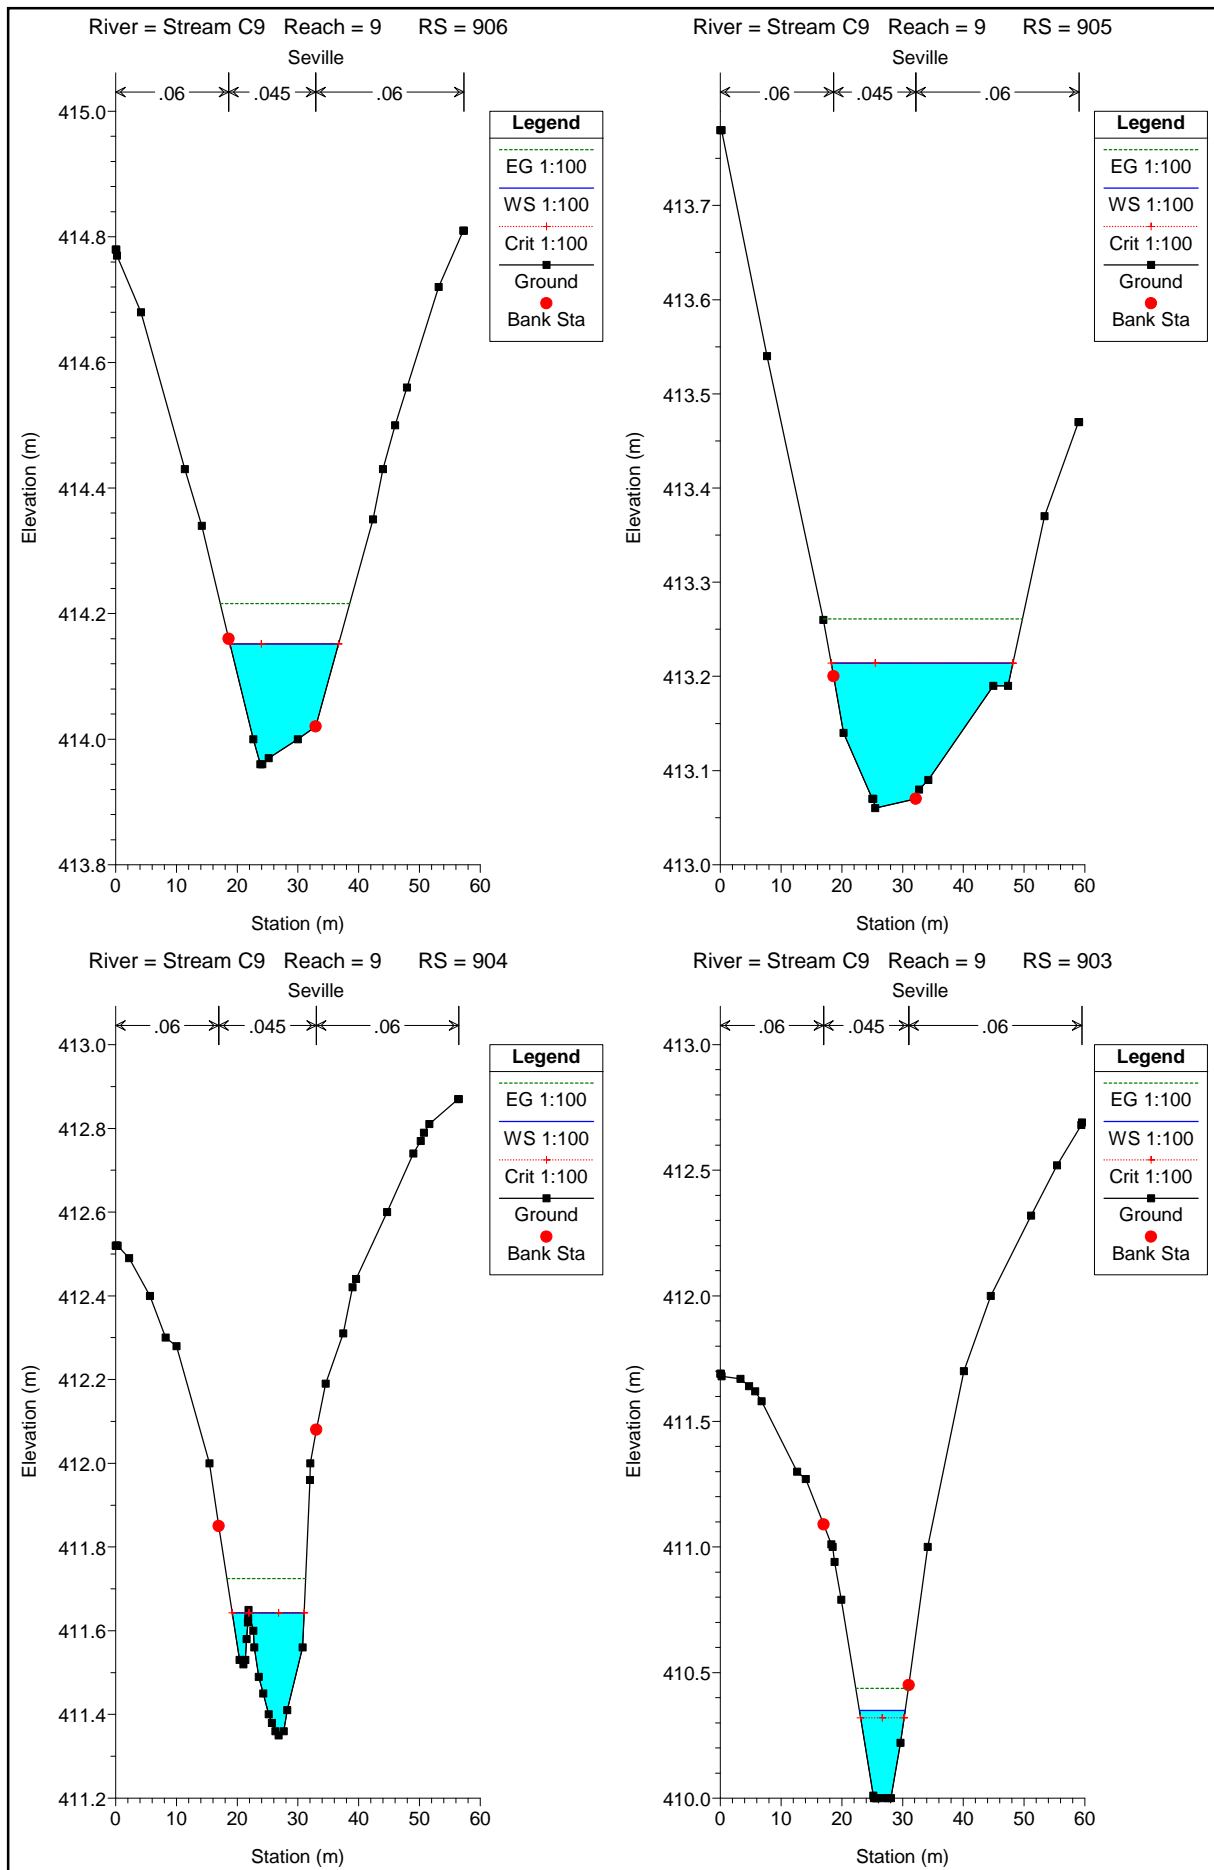 River = Stream C9 Reach = 9 RS = 906
Seville
.06 .045 .06
Legend
EG 1:100
WS 1:100
Crit 1:100
Ground
Bank Sta
415.0
414.8
414.6
414.4
414.2
414.0
413.8
Elevation (m)
0 10 20 30 40 50 60
Station (m)
River = Stream C9 Reach = 9 RS = 905
Seville
.06 .045 .06
Legend
EG 1:100
WS 1:100
Crit 1:100
Ground
Bank Sta
413.7
413.6
413.5
413.4
413.3
413.2
413.1
413.0
Elevation (m)
0 10 20 30 40 50 60
Station (m)
River = Stream C9 Reach = 9 RS = 904
Seville
.06 .045 .06
Legend
EG 1:100
WS 1:100
Crit 1:100
Ground
Bank Sta
413.0
412.8
412.6
412.4
412.2
412.0
411.8
411.6
411.4
411.2
Elevation (m)
0 10 20 30 40 50 60
Station (m)
River = Stream C9 Reach = 9 RS = 903
Seville
.06 .045 .06
Legend
EG 1:100
WS 1:100
Crit 1:100
Ground
Bank Sta
413.0
412.5
412.0
411.5
411.0
410.5
410.0
Elevation (m)
0 10 20 30 40 50 60
Station (m)